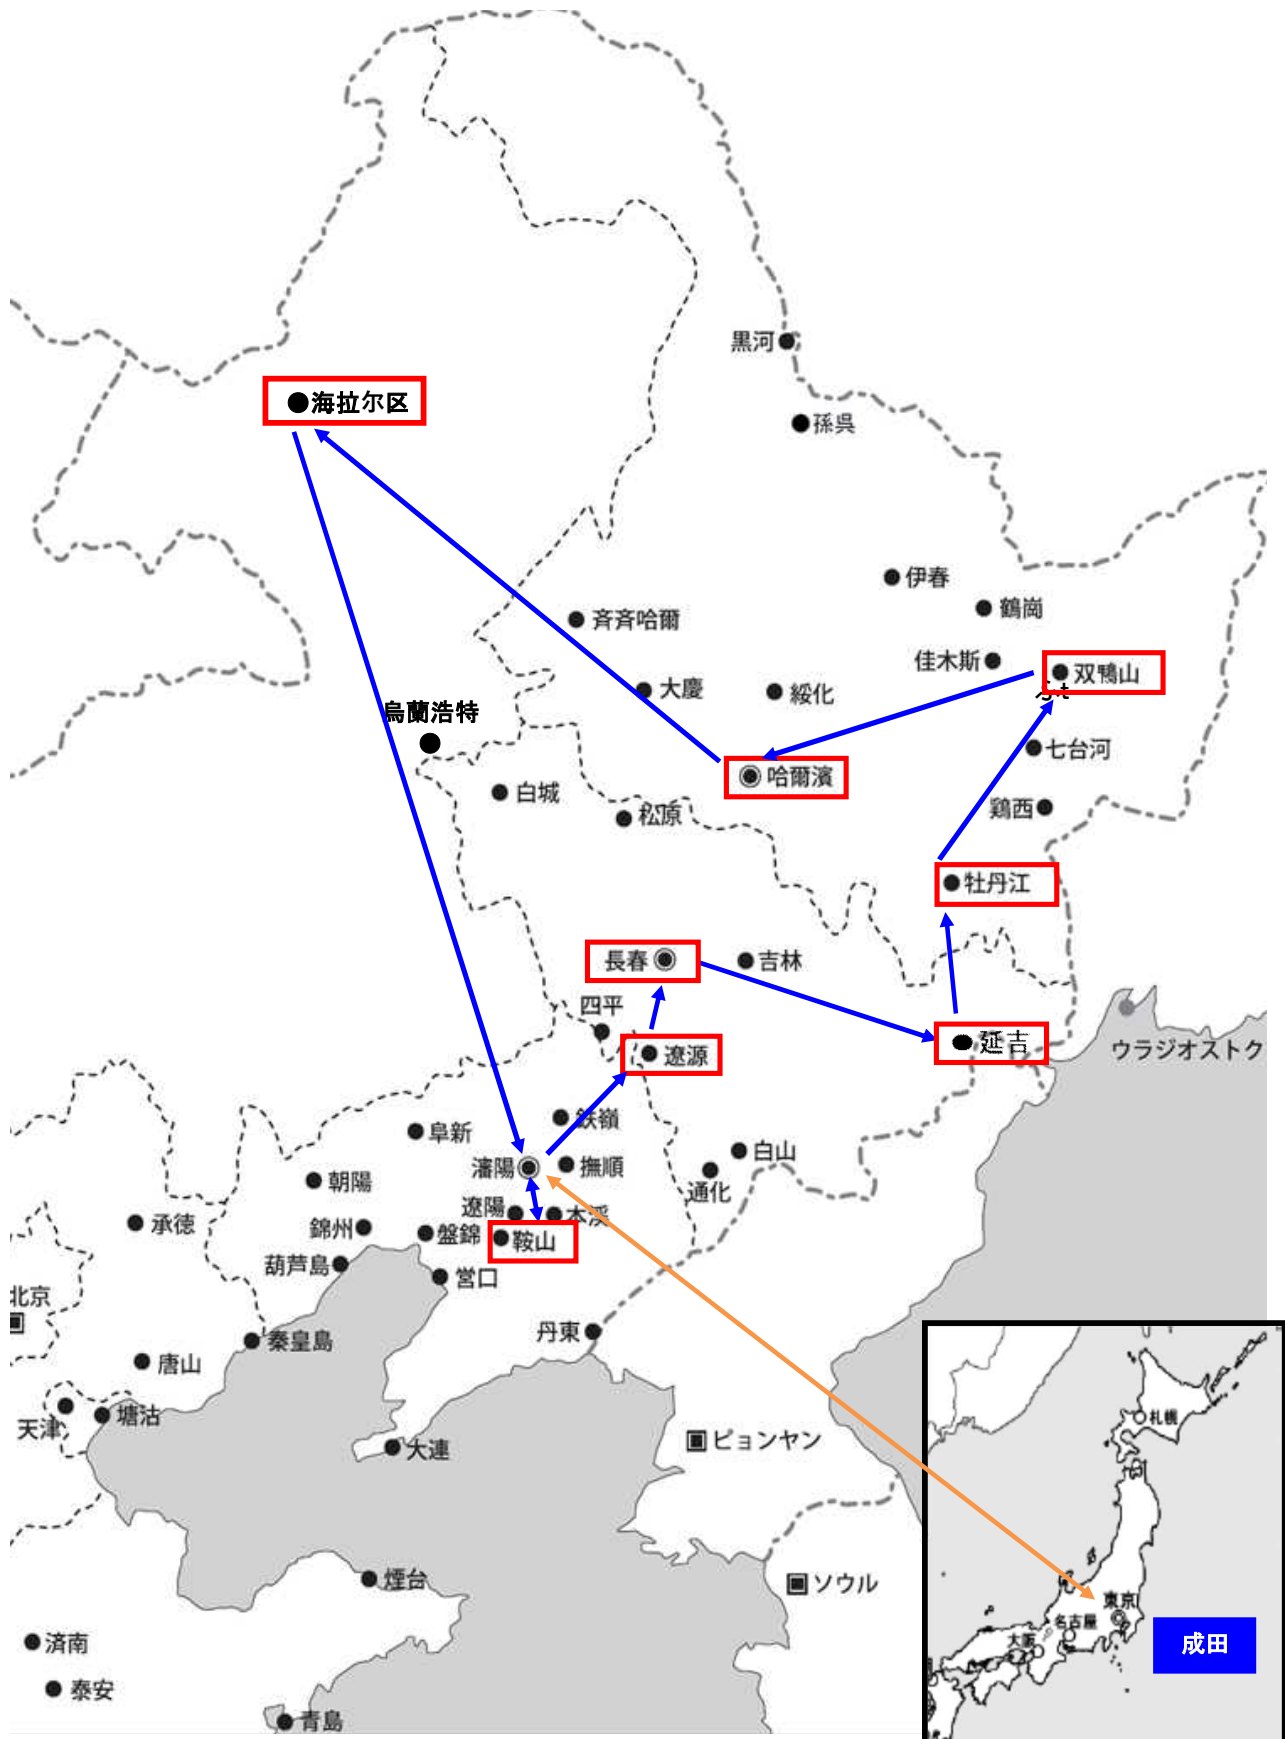 黒河
海拉尔区
孫呉
伊春
鶴崗
斉斉哈爾
佳木斯
双鴨山
大慶
綏化
烏蘭浩特
七台河
哈爾濱
白城
松原
鶏西
牡丹江
長春
吉林
四平
延吉
ウラジオストク
遼源
鉄嶺
阜新
瀋陽
撫順
白山
朝陽
通化
遼陽
本渓
承徳
錦州
盤錦
鞍山
葫芦島
営口
北京
丹東
秦皇島
唐山
天津
塘沽
大連
ピョンヤン
札幌
煙台
ソウル
東京
名古屋
大阪
成田
済南
泰安
青島